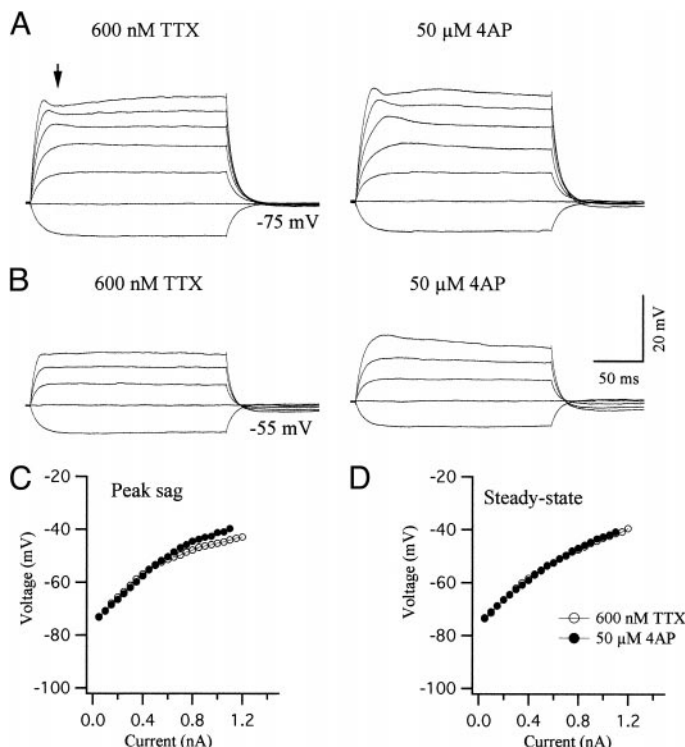 A
600 nM TTX
50 µM 4AP
-75 mV
B
600 nM TTX
50 µM 4AP
20 mV
50 ms
-55 mV
C
Peak sag
Voltage (mV)
-20
-40
-60
-80
-100
0.0 0.4 0.8 1.2
Current (nA)
D
Steady-state
Voltage (mV)
-20
-40
-60
-80
-100
600 nM TTX
50 µM 4AP
0.0 0.4 0.8 1.2
Current (nA)